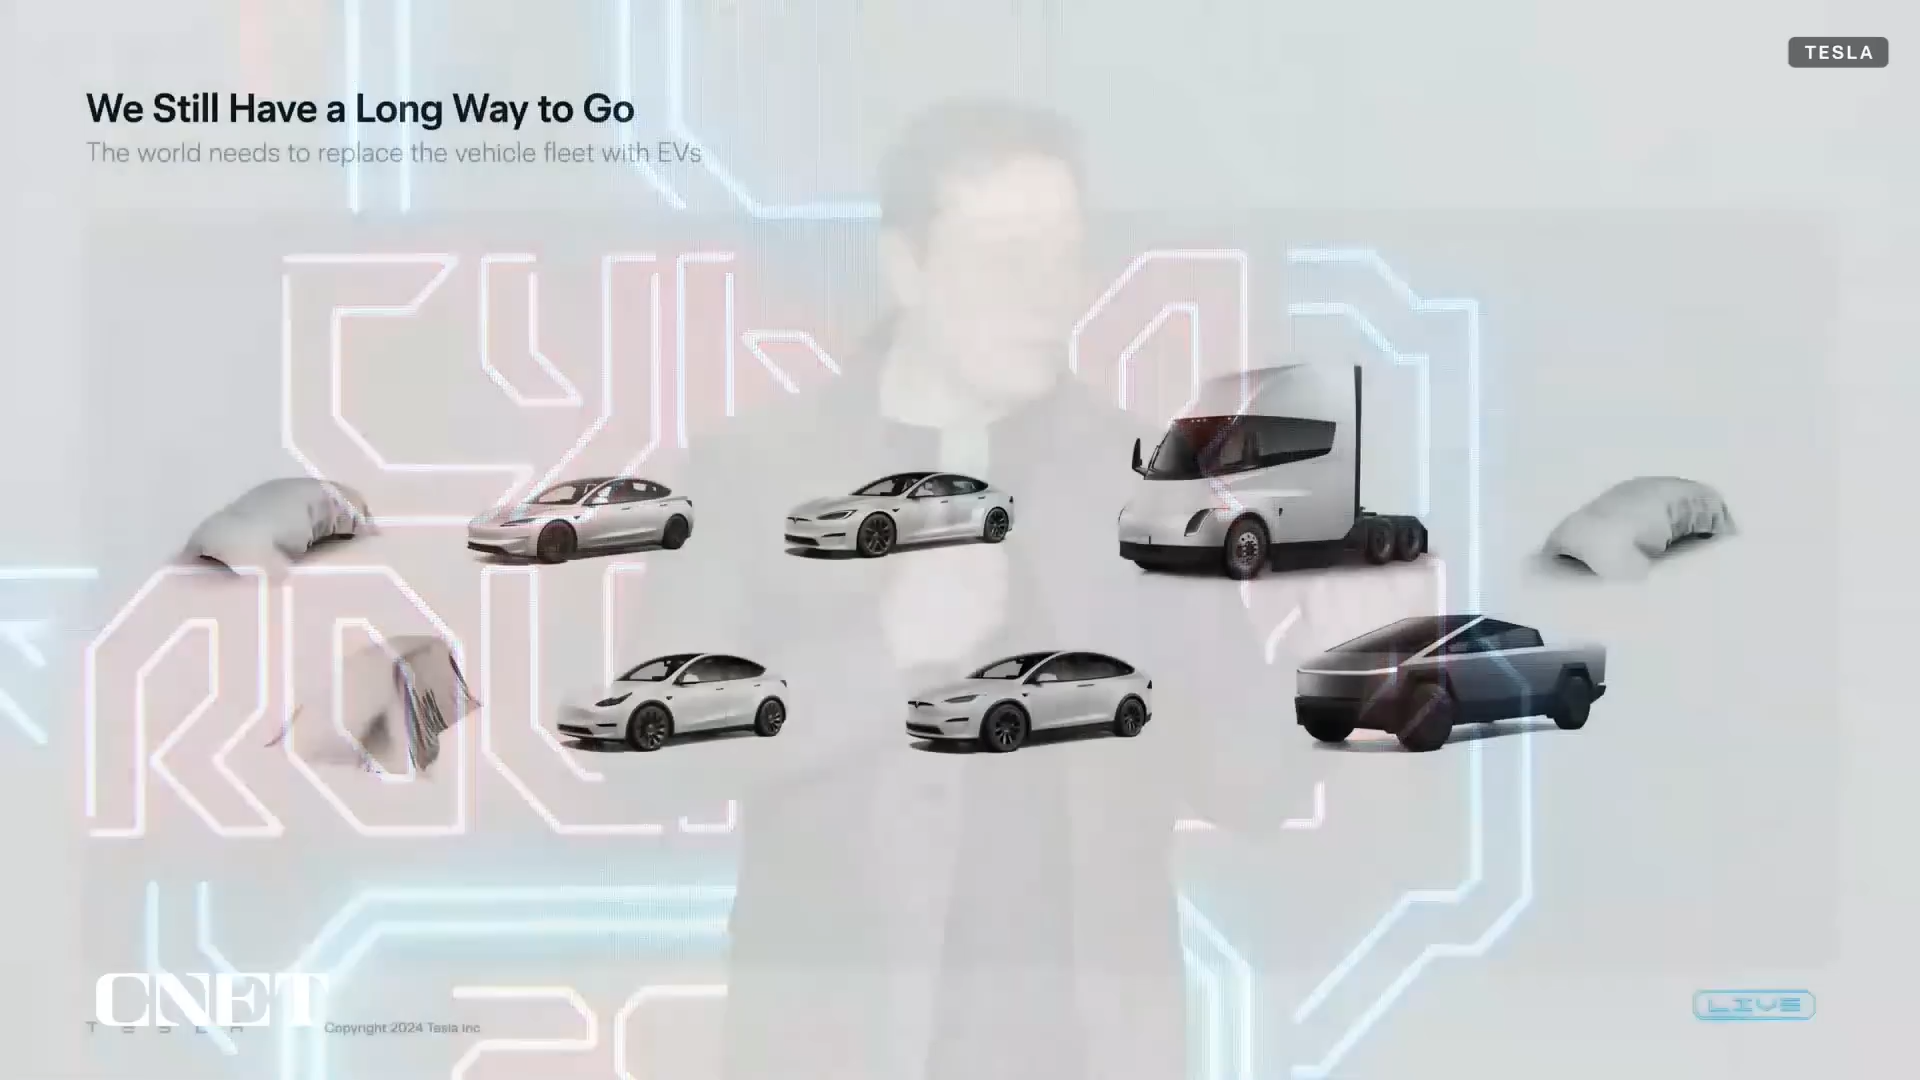 TESLA
We Still Have a Long Way to Go
The world needs to replace the vehicle fleet with EVs
CNET
TESLA
Copyright 2024 Tesla Inc
LIVE